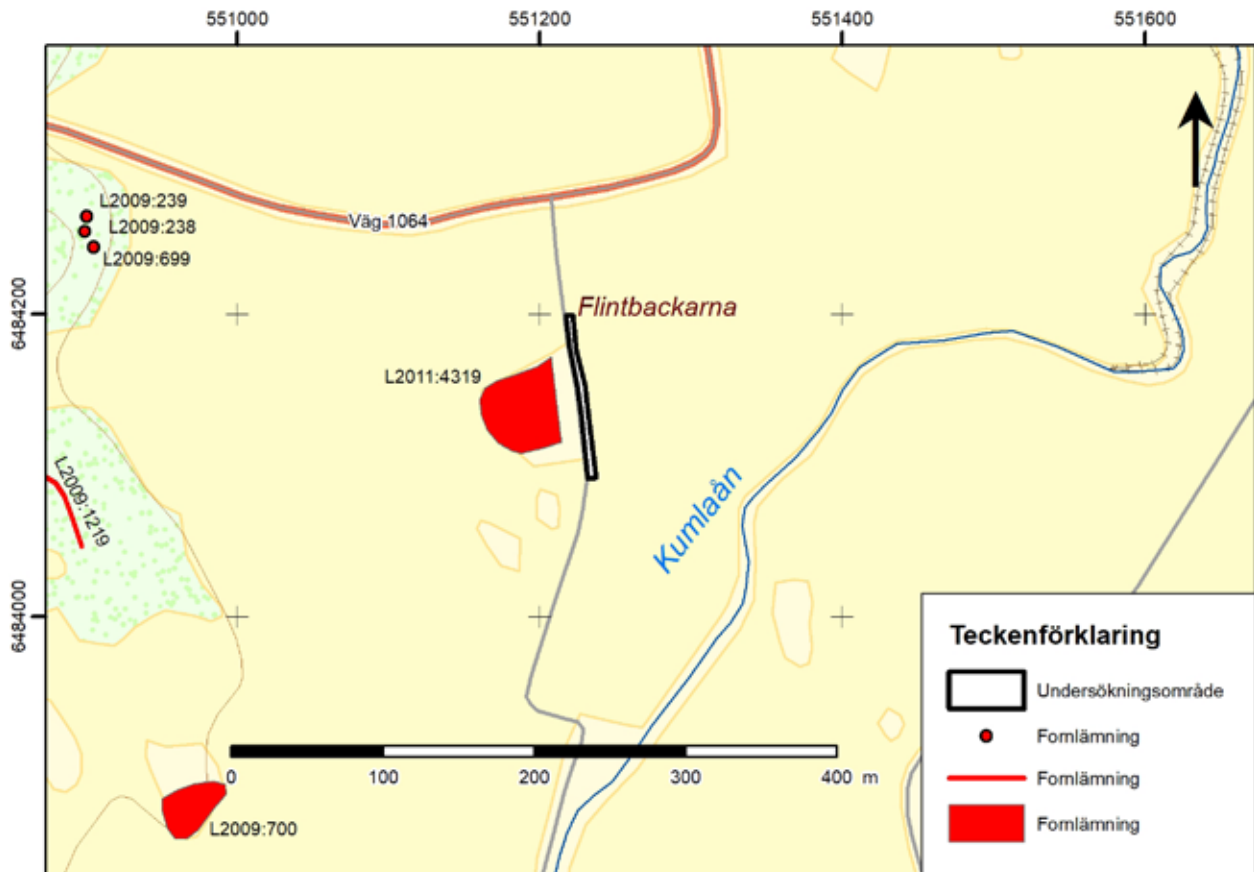 551000 551200 551400 551600
L2009:239
L2009:238
L2009:699
Väg 1064
6484200
Flintbackarna
L2011:4319
L2009:1219
Kumlaån
6484000
L2009:700
0 100 200 300 400 m
Teckenförklaring
Undersökningsområde
Fornlämning
Fornlämning
Fornlämning